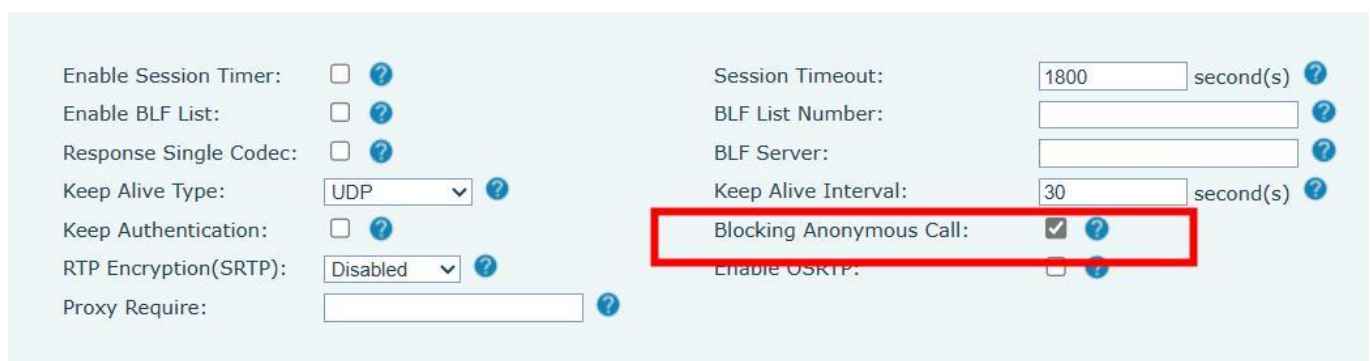 Enable Session Timer: ? Session Timeout: 1800 second(s) ?
Enable BLF List: ? BLF List Number: ?
Response Single Codec: ? BLF Server: ?
Keep Alive Type: UDP ? Keep Alive Interval: 30 second(s) ?
Keep Authentication: ? Blocking Anonymous Call: ?
RTP Encryption(SRTP): Disabled ? Enable OSRTP: ?
Proxy Require: ?